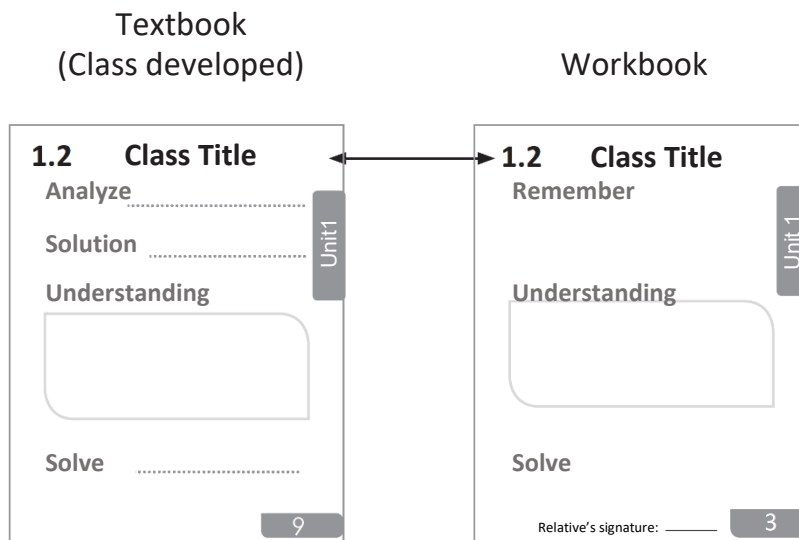 Textbook
(Class developed)
1.2 Class Title
Analyze
Solution
Understanding
Solve
Unit1
9
Workbook
1.2 Class Title
Remember
Understanding
Solve
Unit 1
Relative's signature:
3